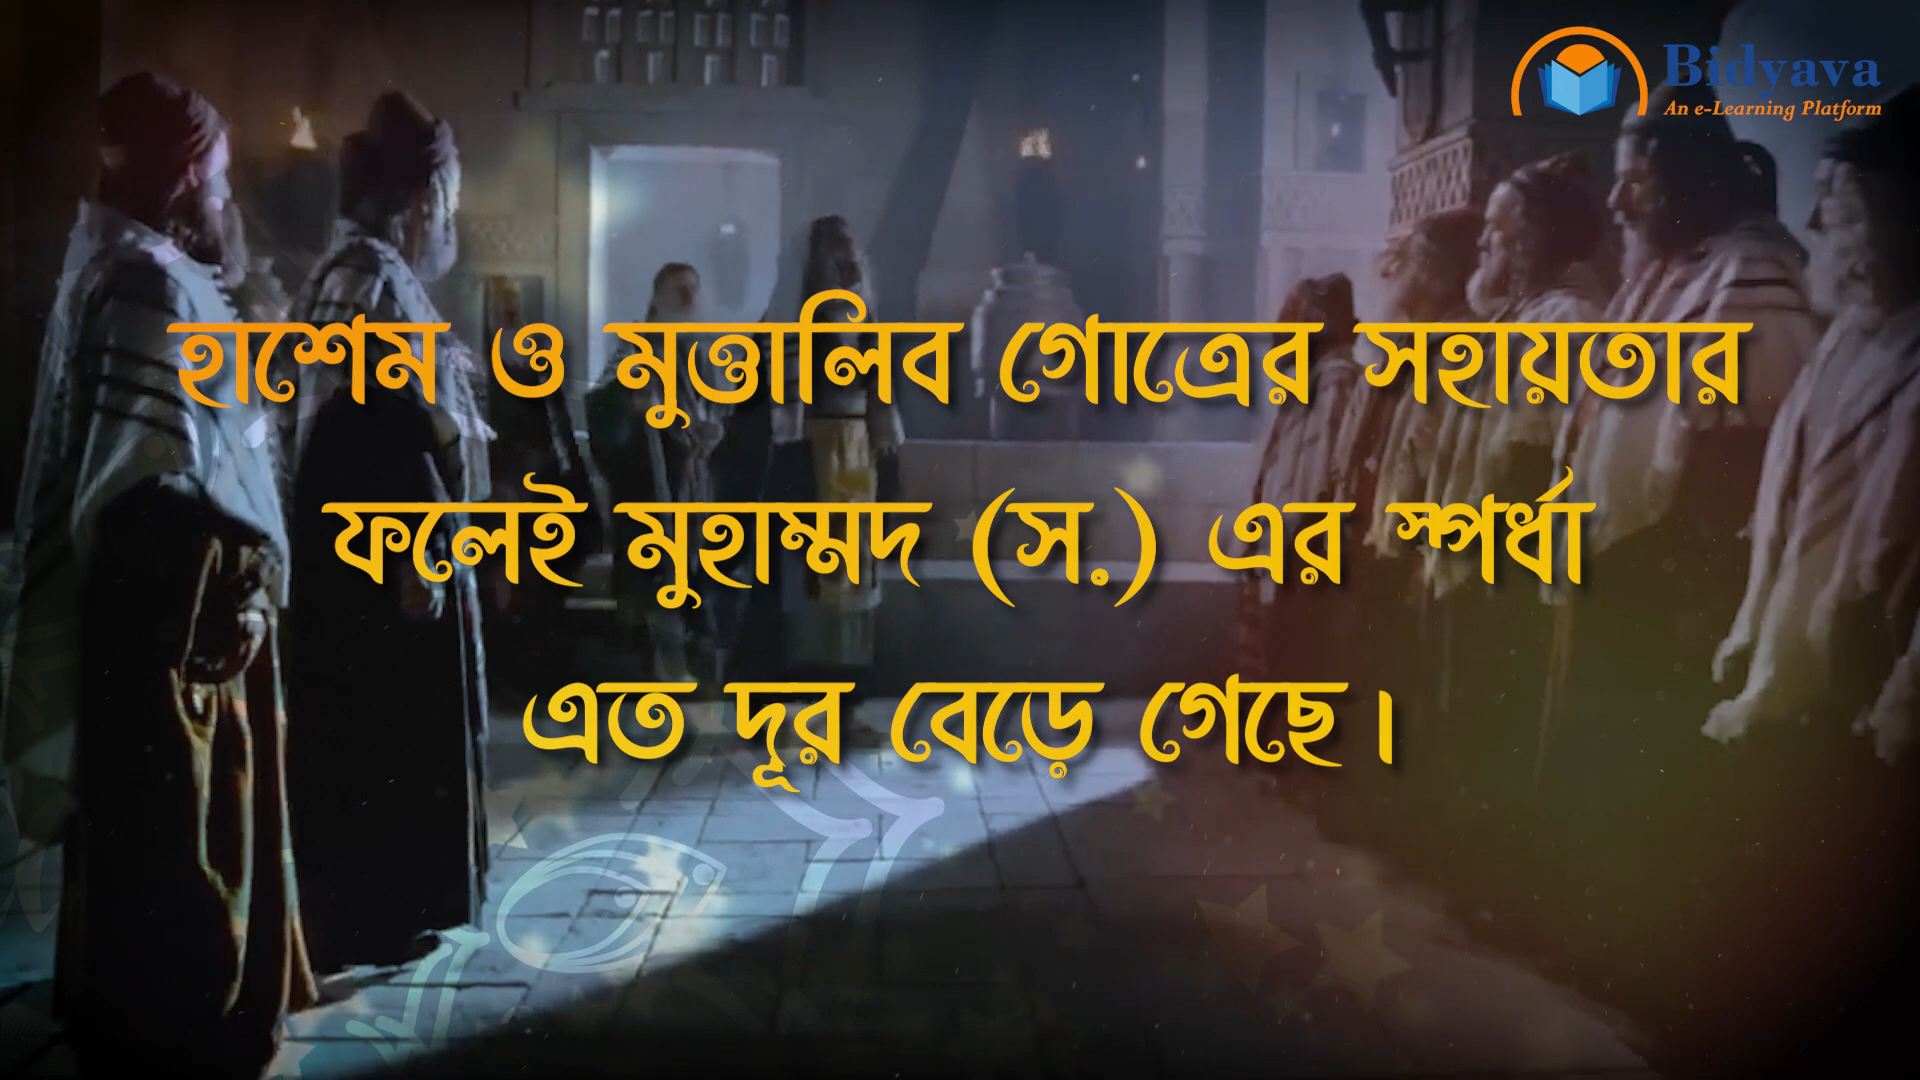 Bidyava
An e-Learning Platform
হাশেম ও মুত্তালিব গোত্রের সহায়তার
ফলেই মুহাম্মদ (স.) এর স্পর্ধা
এত দূর বেড়ে গেছে।